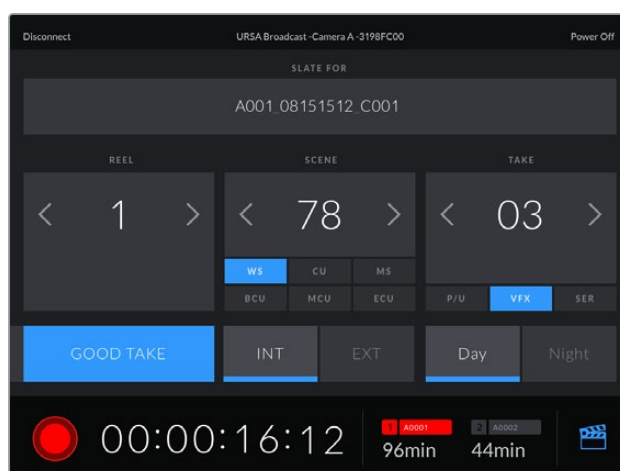 Disconnect URSA Broadcast -Camera A -3198FC00 Power Off
SLATE FOR
A001_08151512_C001
REEL SCENE TAKE
< 1 > < 78 > < 03 >
WS CU MS
BCU MCU ECU P/U VFX SER
GOOD TAKE INT EXT Day Night
1 A0001 2 A0002
00:00:16:12 96min 44min